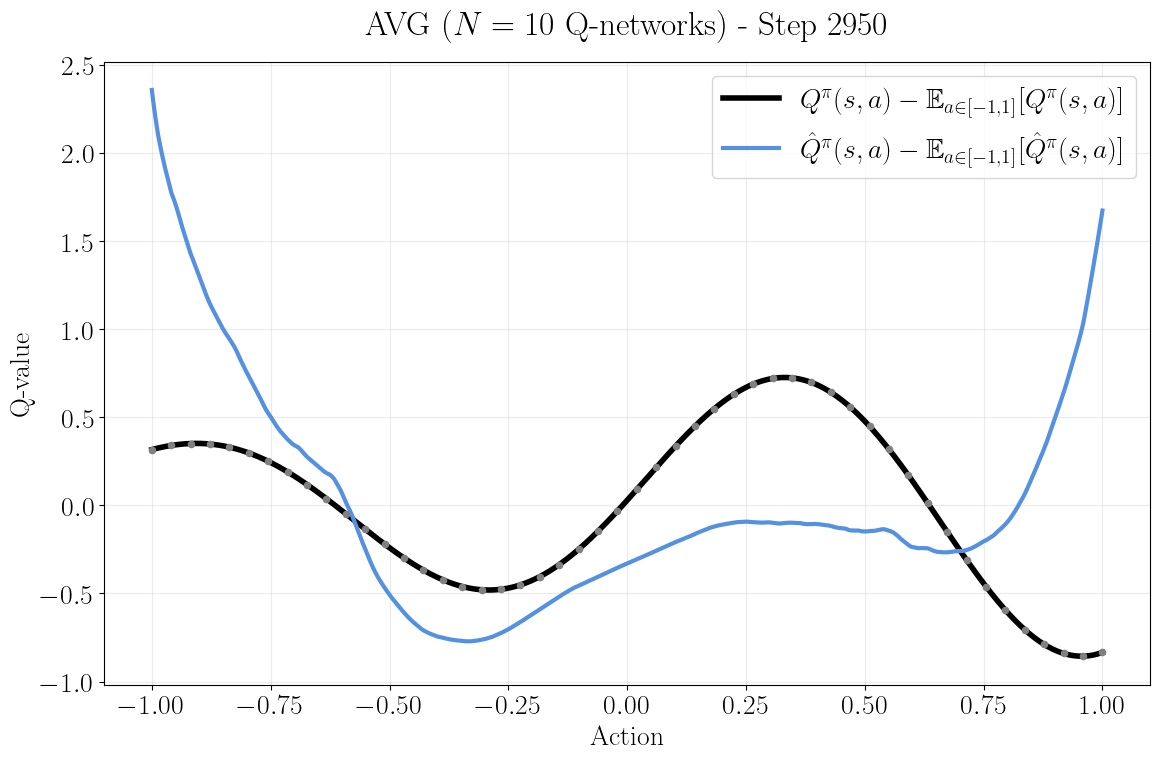 AVG (N = 10 Q-networks) - Step 2950
Q^π(s, a) − 𝔼_{a∈[−1,1]}[Q^π(s, a)]
Q̂^π(s, a) − 𝔼_{a∈[−1,1]}[Q̂^π(s, a)]
Q-value
2.5
2.0
1.5
1.0
0.5
0.0
−0.5
−1.0
−1.00 −0.75 −0.50 −0.25 0.00 0.25 0.50 0.75 1.00
Action